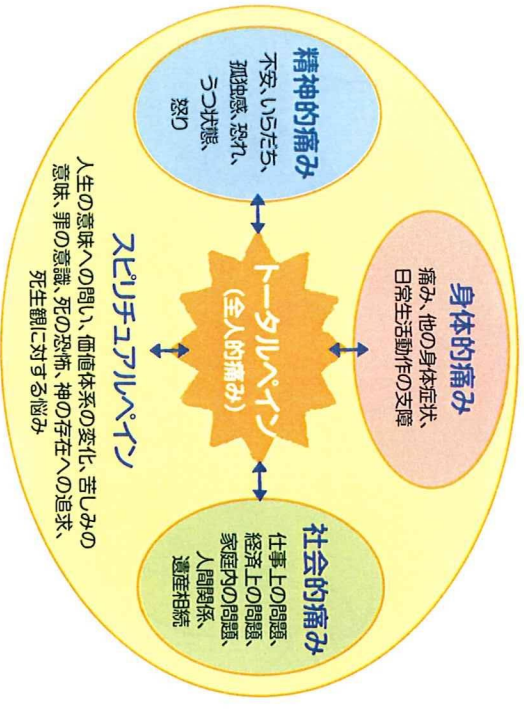 身体的痛み
痛み、他の身体症状、
日常生活動作の支障
精神的痛み
不安、いらだち、
孤独感、恐れ、
うつ状態、
怒り
トータルペイン
(全人的痛み)
社会的痛み
仕事上の問題、
経済上の問題、
家庭内の問題、
人間関係、
遺産相続
スピリチュアルペイン
人生の意味への問い、価値体系の変化、苦しみの
意味、罪の意識、死の恐怖、神の存在への追求、
死生観に対する悩み